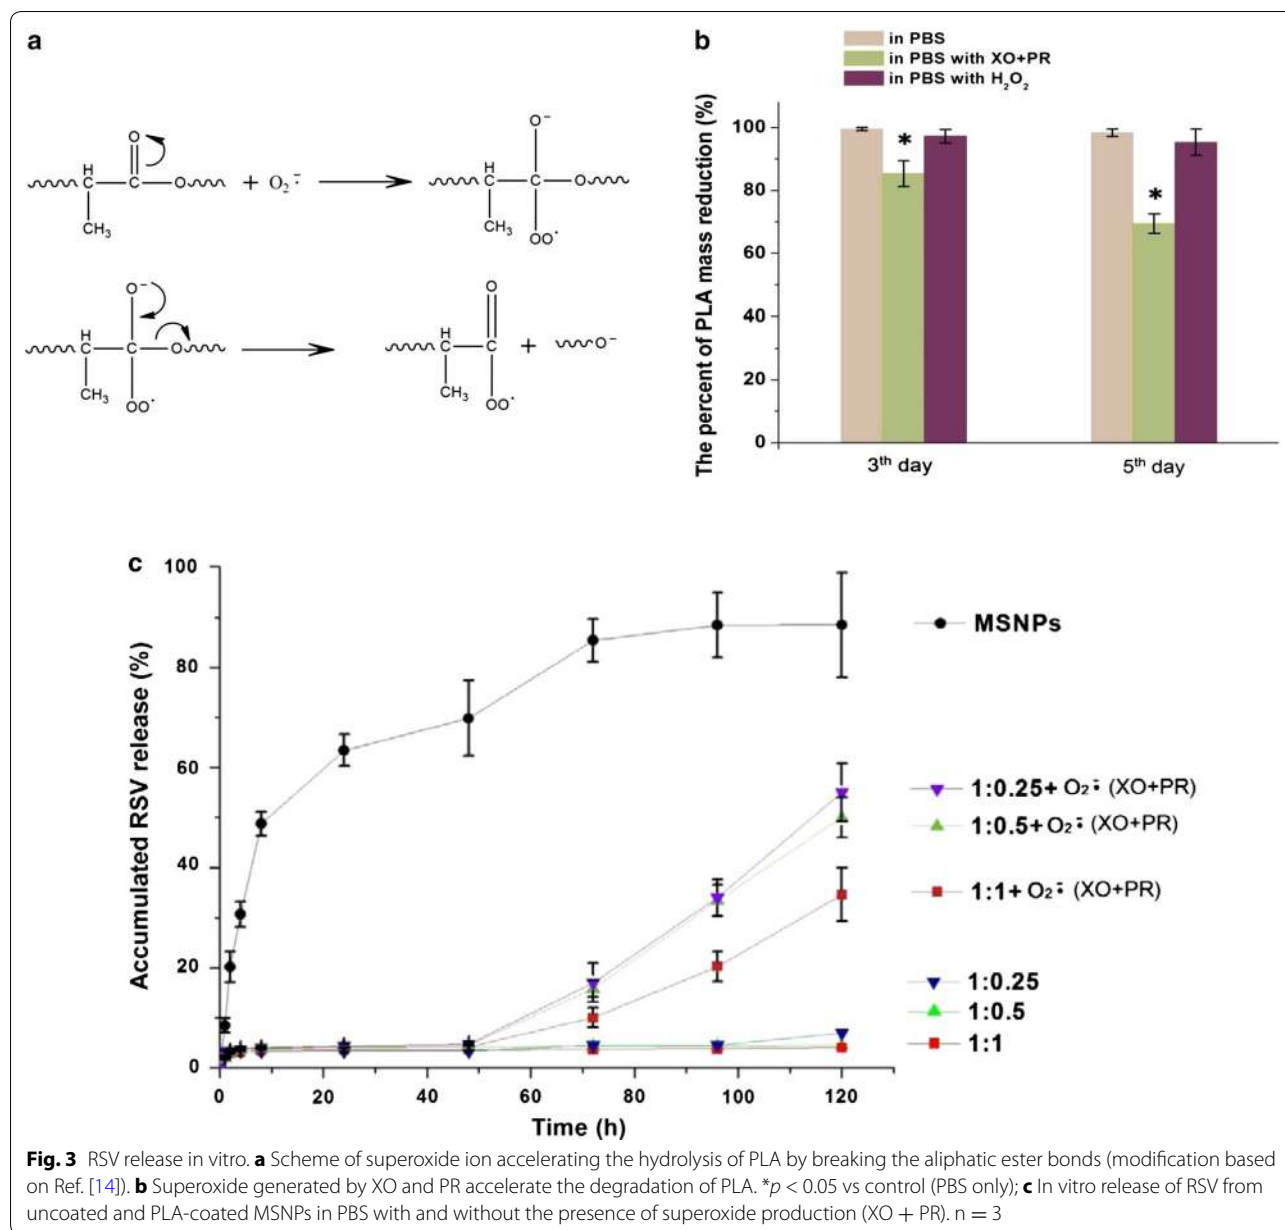 a
O
H
C
C
O
CH₃
+ O₂•̄
O⁻
H
C
C
O
CH₃
OO•
O⁻
H
C
C
O
CH₃
OO•
O
H
C
C
CH₃
OO•
+
O⁻
b
in PBS
in PBS with XO+PR
in PBS with H₂O₂
The percent of PLA mass reduction (%)
100
80
60
40
20
0
*
*
3ᵗʰ day
5ᵗʰ day
c
Accumulated RSV release (%)
100
80
60
40
20
0
0 20 40 60 80 100 120
Time (h)
MSNPs
1:0.25+ O₂•̄ (XO+PR)
1:0.5+ O₂•̄ (XO+PR)
1:1+ O₂•̄ (XO+PR)
1:0.25
1:0.5
1:1
Fig. 3 RSV release in vitro. a Scheme of superoxide ion accelerating the hydrolysis of PLA by breaking the aliphatic ester bonds (modification based
on Ref. [14]). b Superoxide generated by XO and PR accelerate the degradation of PLA. *p < 0.05 vs control (PBS only); c In vitro release of RSV from
uncoated and PLA-coated MSNPs in PBS with and without the presence of superoxide production (XO + PR). n = 3